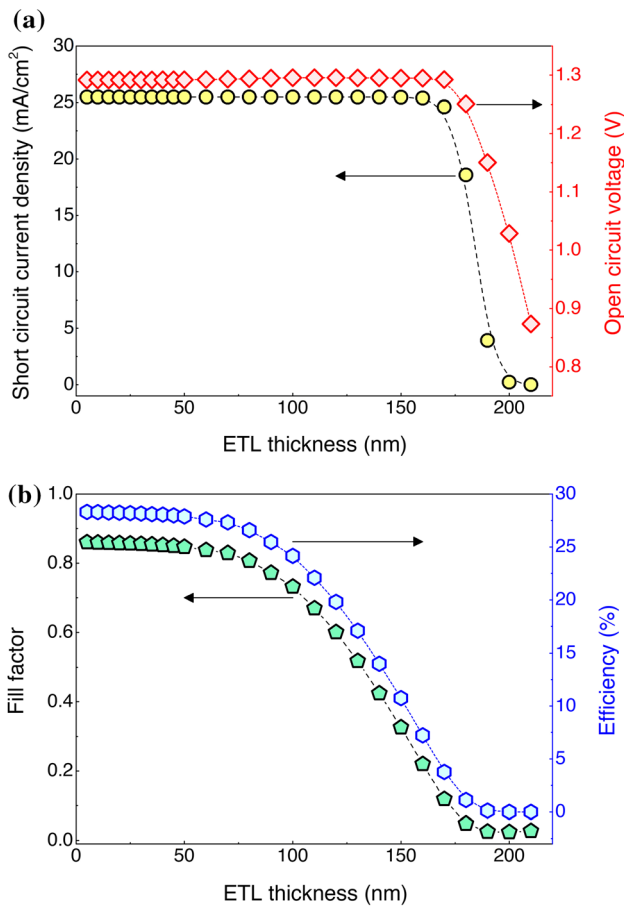 (a)
30
25
20
15
10
5
0
Short circuit current density (mA/cm²)
1.3
1.2
1.1
1.0
0.9
0.8
Open circuit voltage (V)
0 50 100 150 200
ETL thickness (nm)
(b)
1.0
0.8
0.6
0.4
0.2
0.0
Fill factor
30
25
20
15
10
5
0
Efficiency (%)
0 50 100 150 200
ETL thickness (nm)